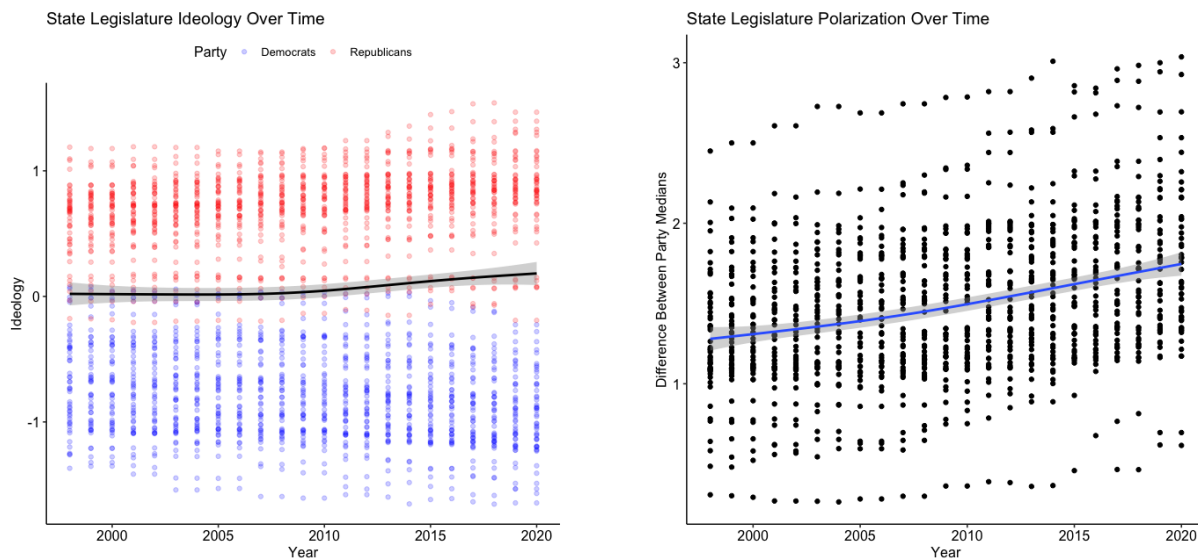 State Legislature Ideology Over Time
Party Democrats Republicans
1
0
-1
Ideology
2000 2005 2010 2015 2020
Year
State Legislature Polarization Over Time
3
2
1
Difference Between Party Medians
2000 2005 2010 2015 2020
Year